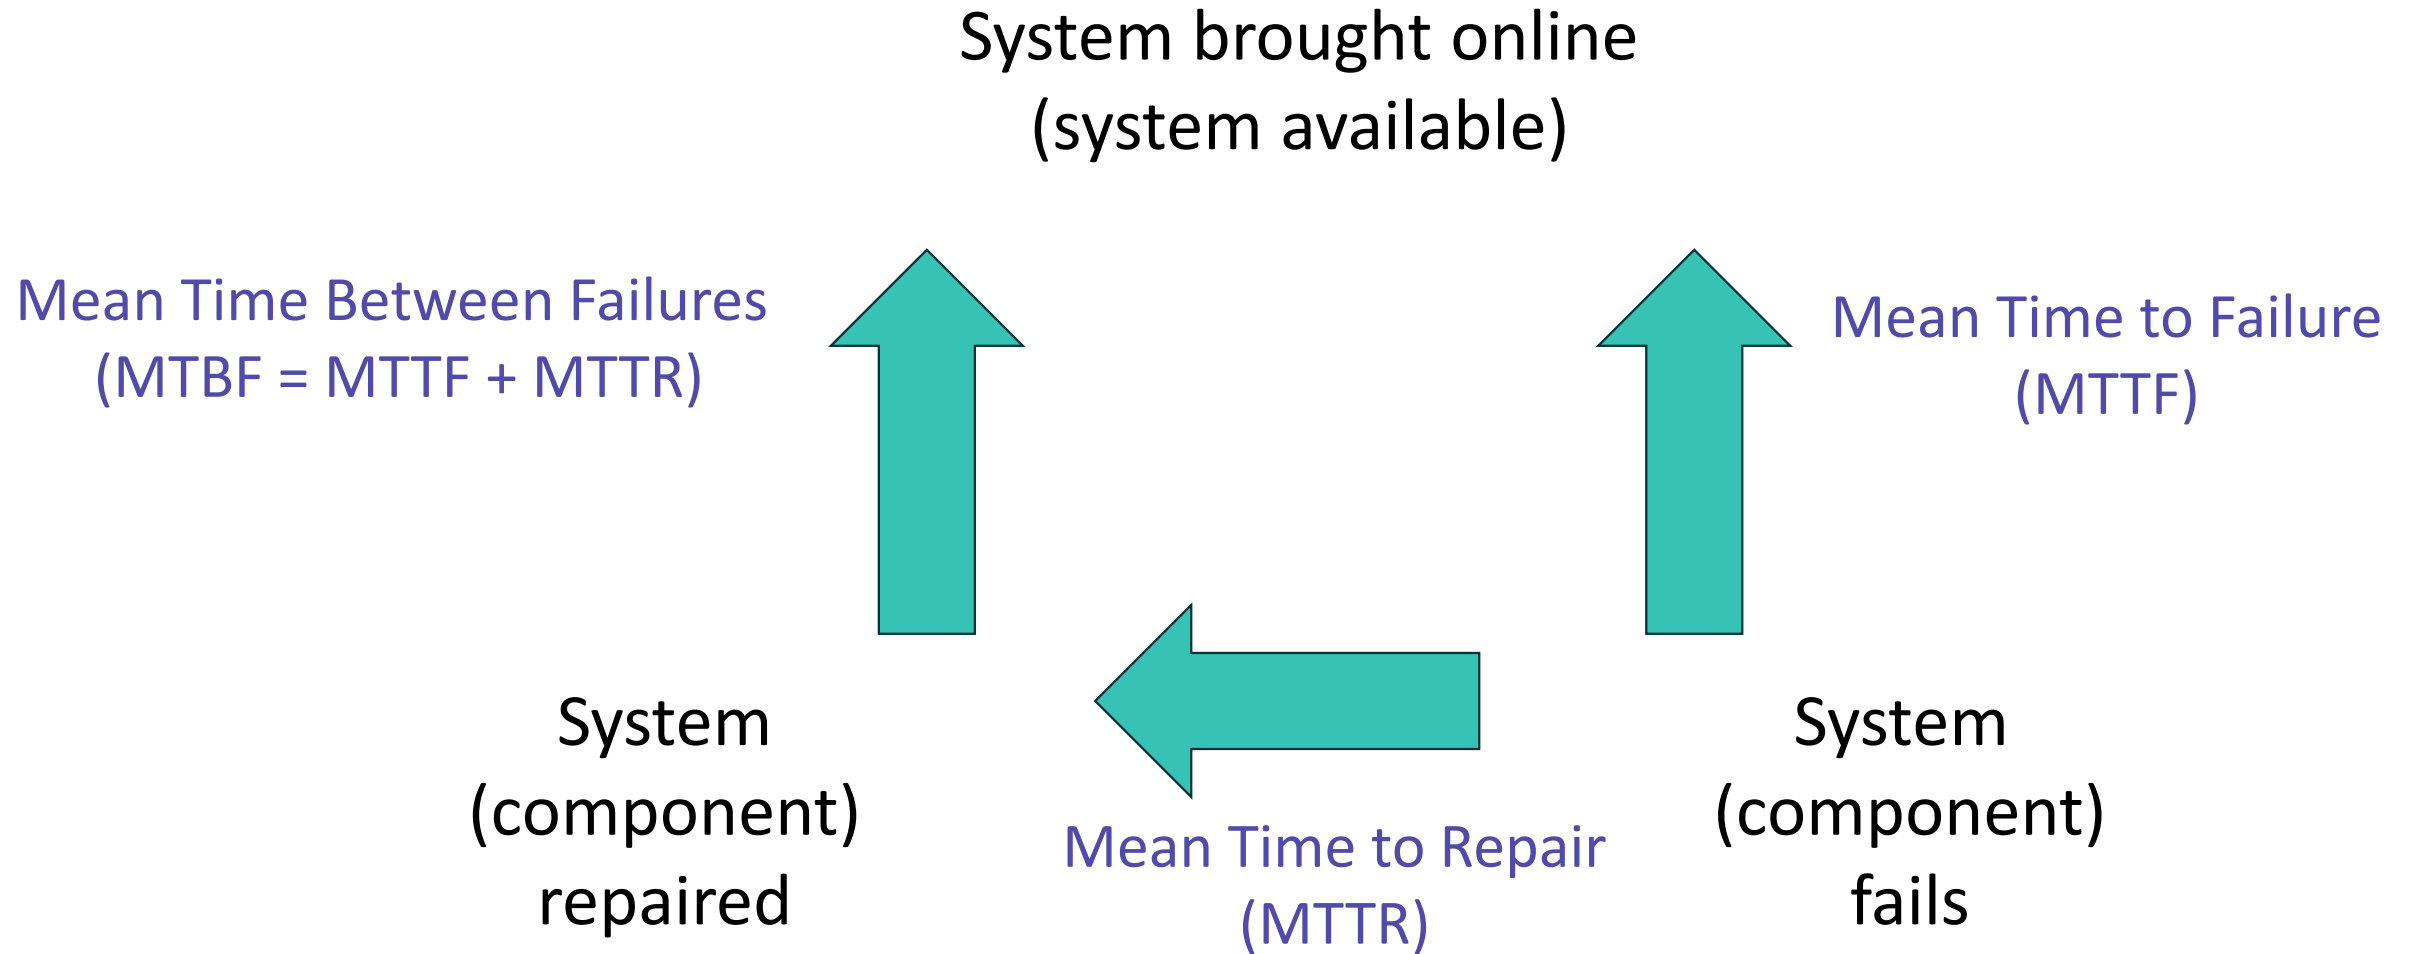 System brought online
(system available)
Mean Time Between Failures
(MTBF = MTTF + MTTR)
Mean Time to Failure
(MTTF)
System
(component)
repaired
Mean Time to Repair
(MTTR)
System
(component)
fails